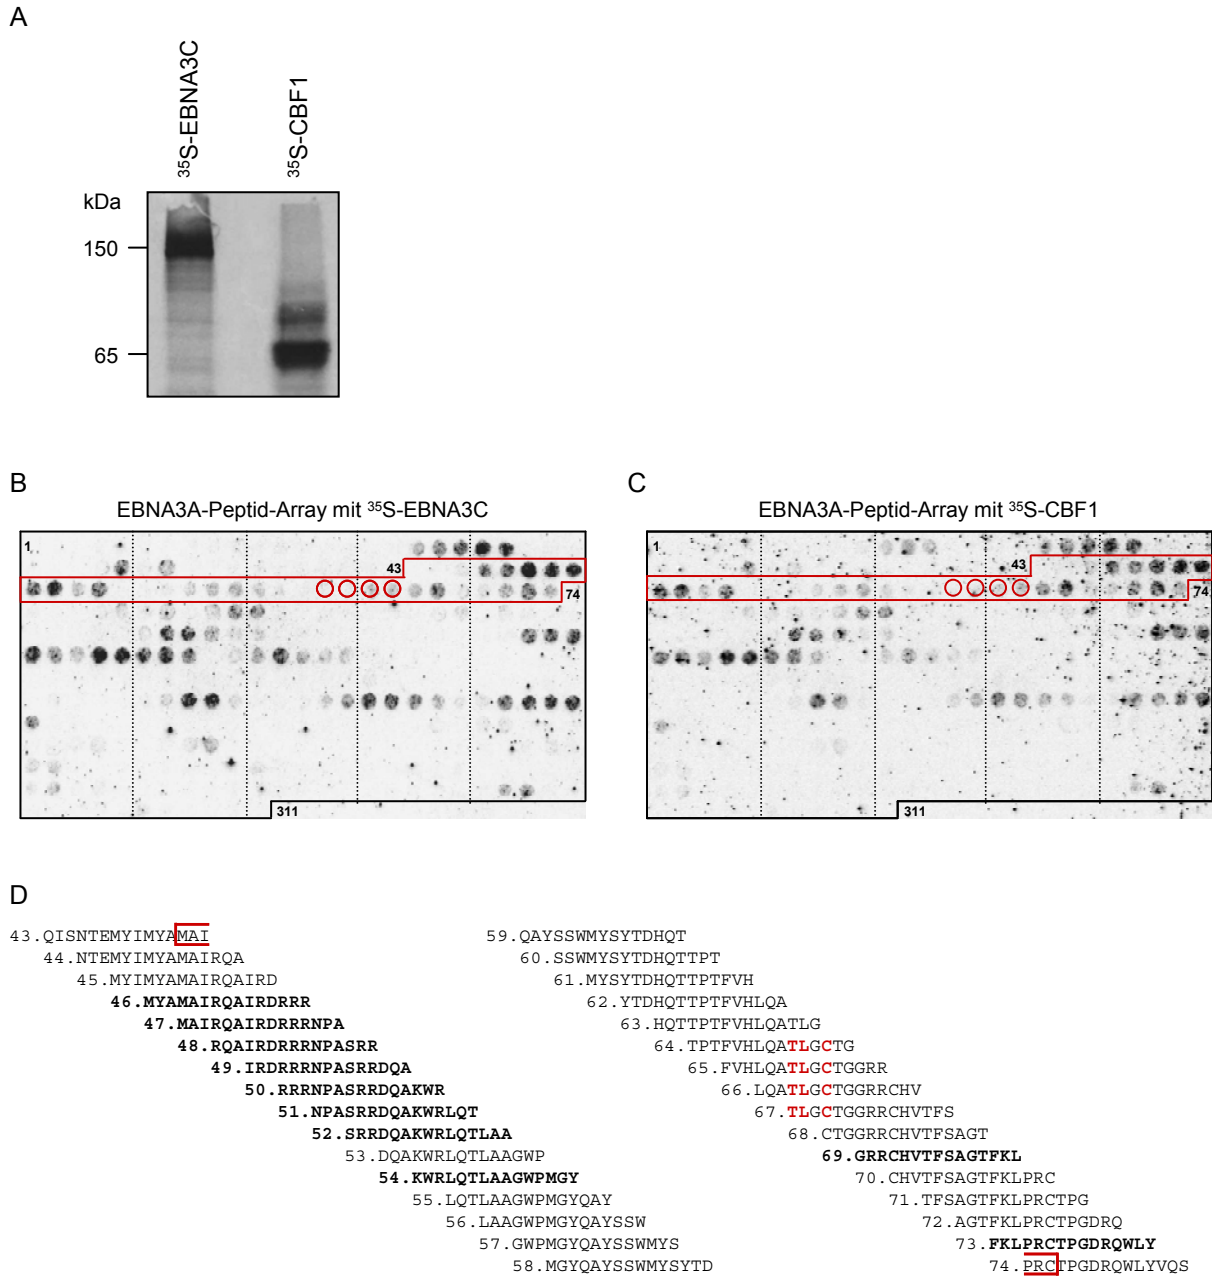 A
35S-EBNA3C
35S-CBF1
kDa
150
65
B
EBNA3A-Peptid-Array mit 35S-EBNA3C
1
43
74
311
C
EBNA3A-Peptid-Array mit 35S-CBF1
1
43
74
311
D
43.QISNTEMYIMYAMAI
44.NTEMYIMYAMAIRQA
45.MYIMYAMAIRQAIRD
46.MYAMAIRQAIRDRRR
47.MAIRQAIRDRRRNPA
48.RQAIRDRRRNPASRR
49.IRDRRRNPASRRDQA
50.RRRNPASRRDQAKWR
51.NPASRRDQAKWRLQT
52.SRRDQAKWRLQTLAA
53.DQAKWRLQTLAAGWP
54.KWRLQTLAAGWPMGY
55.LQTLAAGWPMGYQAY
56.LAAGWPMGYQAYSSW
57.GWPMGYQAYSSWMYS
58.MGYQAYSSWMYSYTD
59.QAYSSWMYSYTDHQT
60.SSWMYSYTDHQTTPT
61.MYSYTDHQTTPTFVH
62.YTDHQTTPTFVHLQA
63.HQTTPTFVHLQATLG
64.TPTFVHLQATLGCTG
65.FVHLQATLGCTGGRR
66.LQATLGCTGGRRCHV
67.TLGCTGGRRCHVTFS
68.CTGGRRCHVTFSAGT
69.GRRCHVTFSAGTFKL
70.CHVTFSAGTFKLPRC
71.TFSAGTFKLPRCTPG
72.AGTFKLPRCTPGDRQ
73.FKLPRCTPGDRQWLY
74.PRCTPGDRQWLYVQS